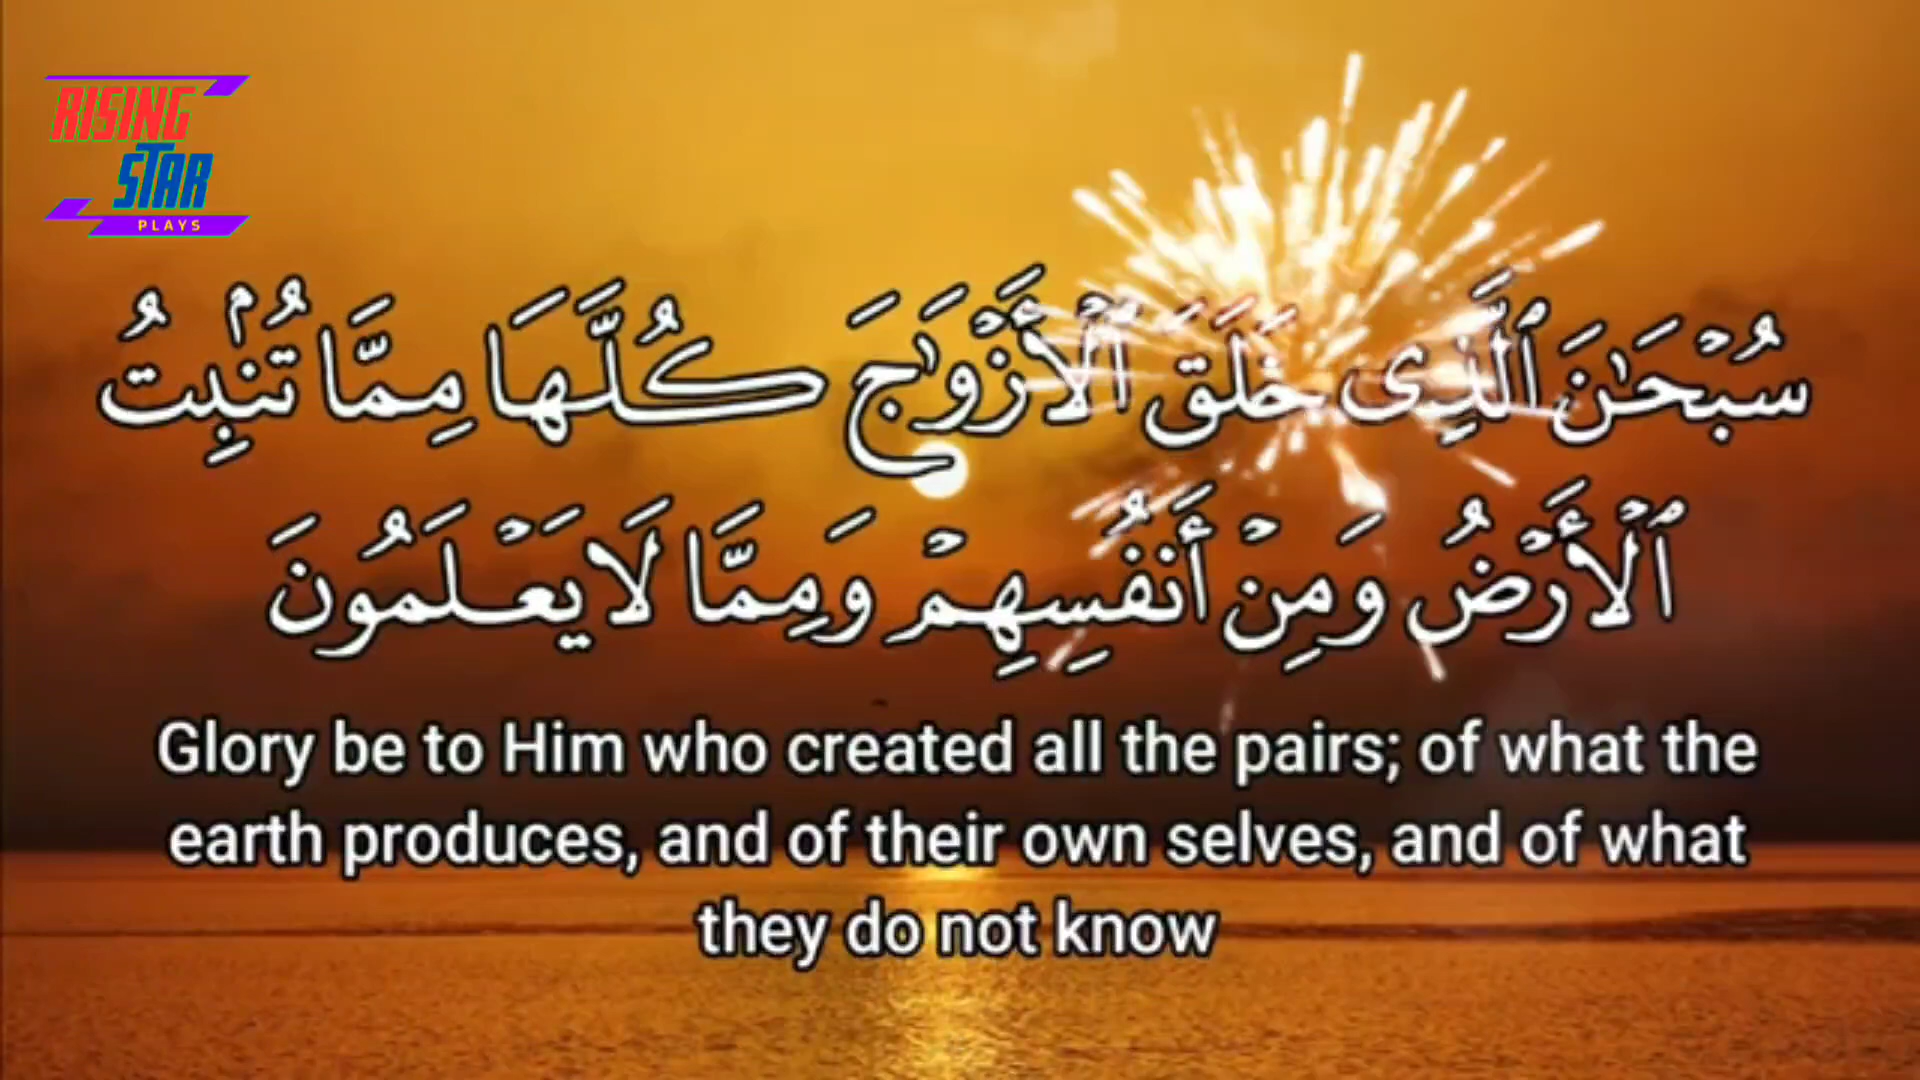 RISING
STAR
PLAYS
سُبْحَٰنَ ٱلَّذِى خَلَقَ ٱلْأَزْوَٰجَ كُلَّهَا مِمَّا تُنۢبِتُ
ٱلْأَرْضُ وَمِنْ أَنفُسِهِمْ وَمِمَّا لَا يَعْلَمُونَ
Glory be to Him who created all the pairs; of what the
earth produces, and of their own selves, and of what
they do not know